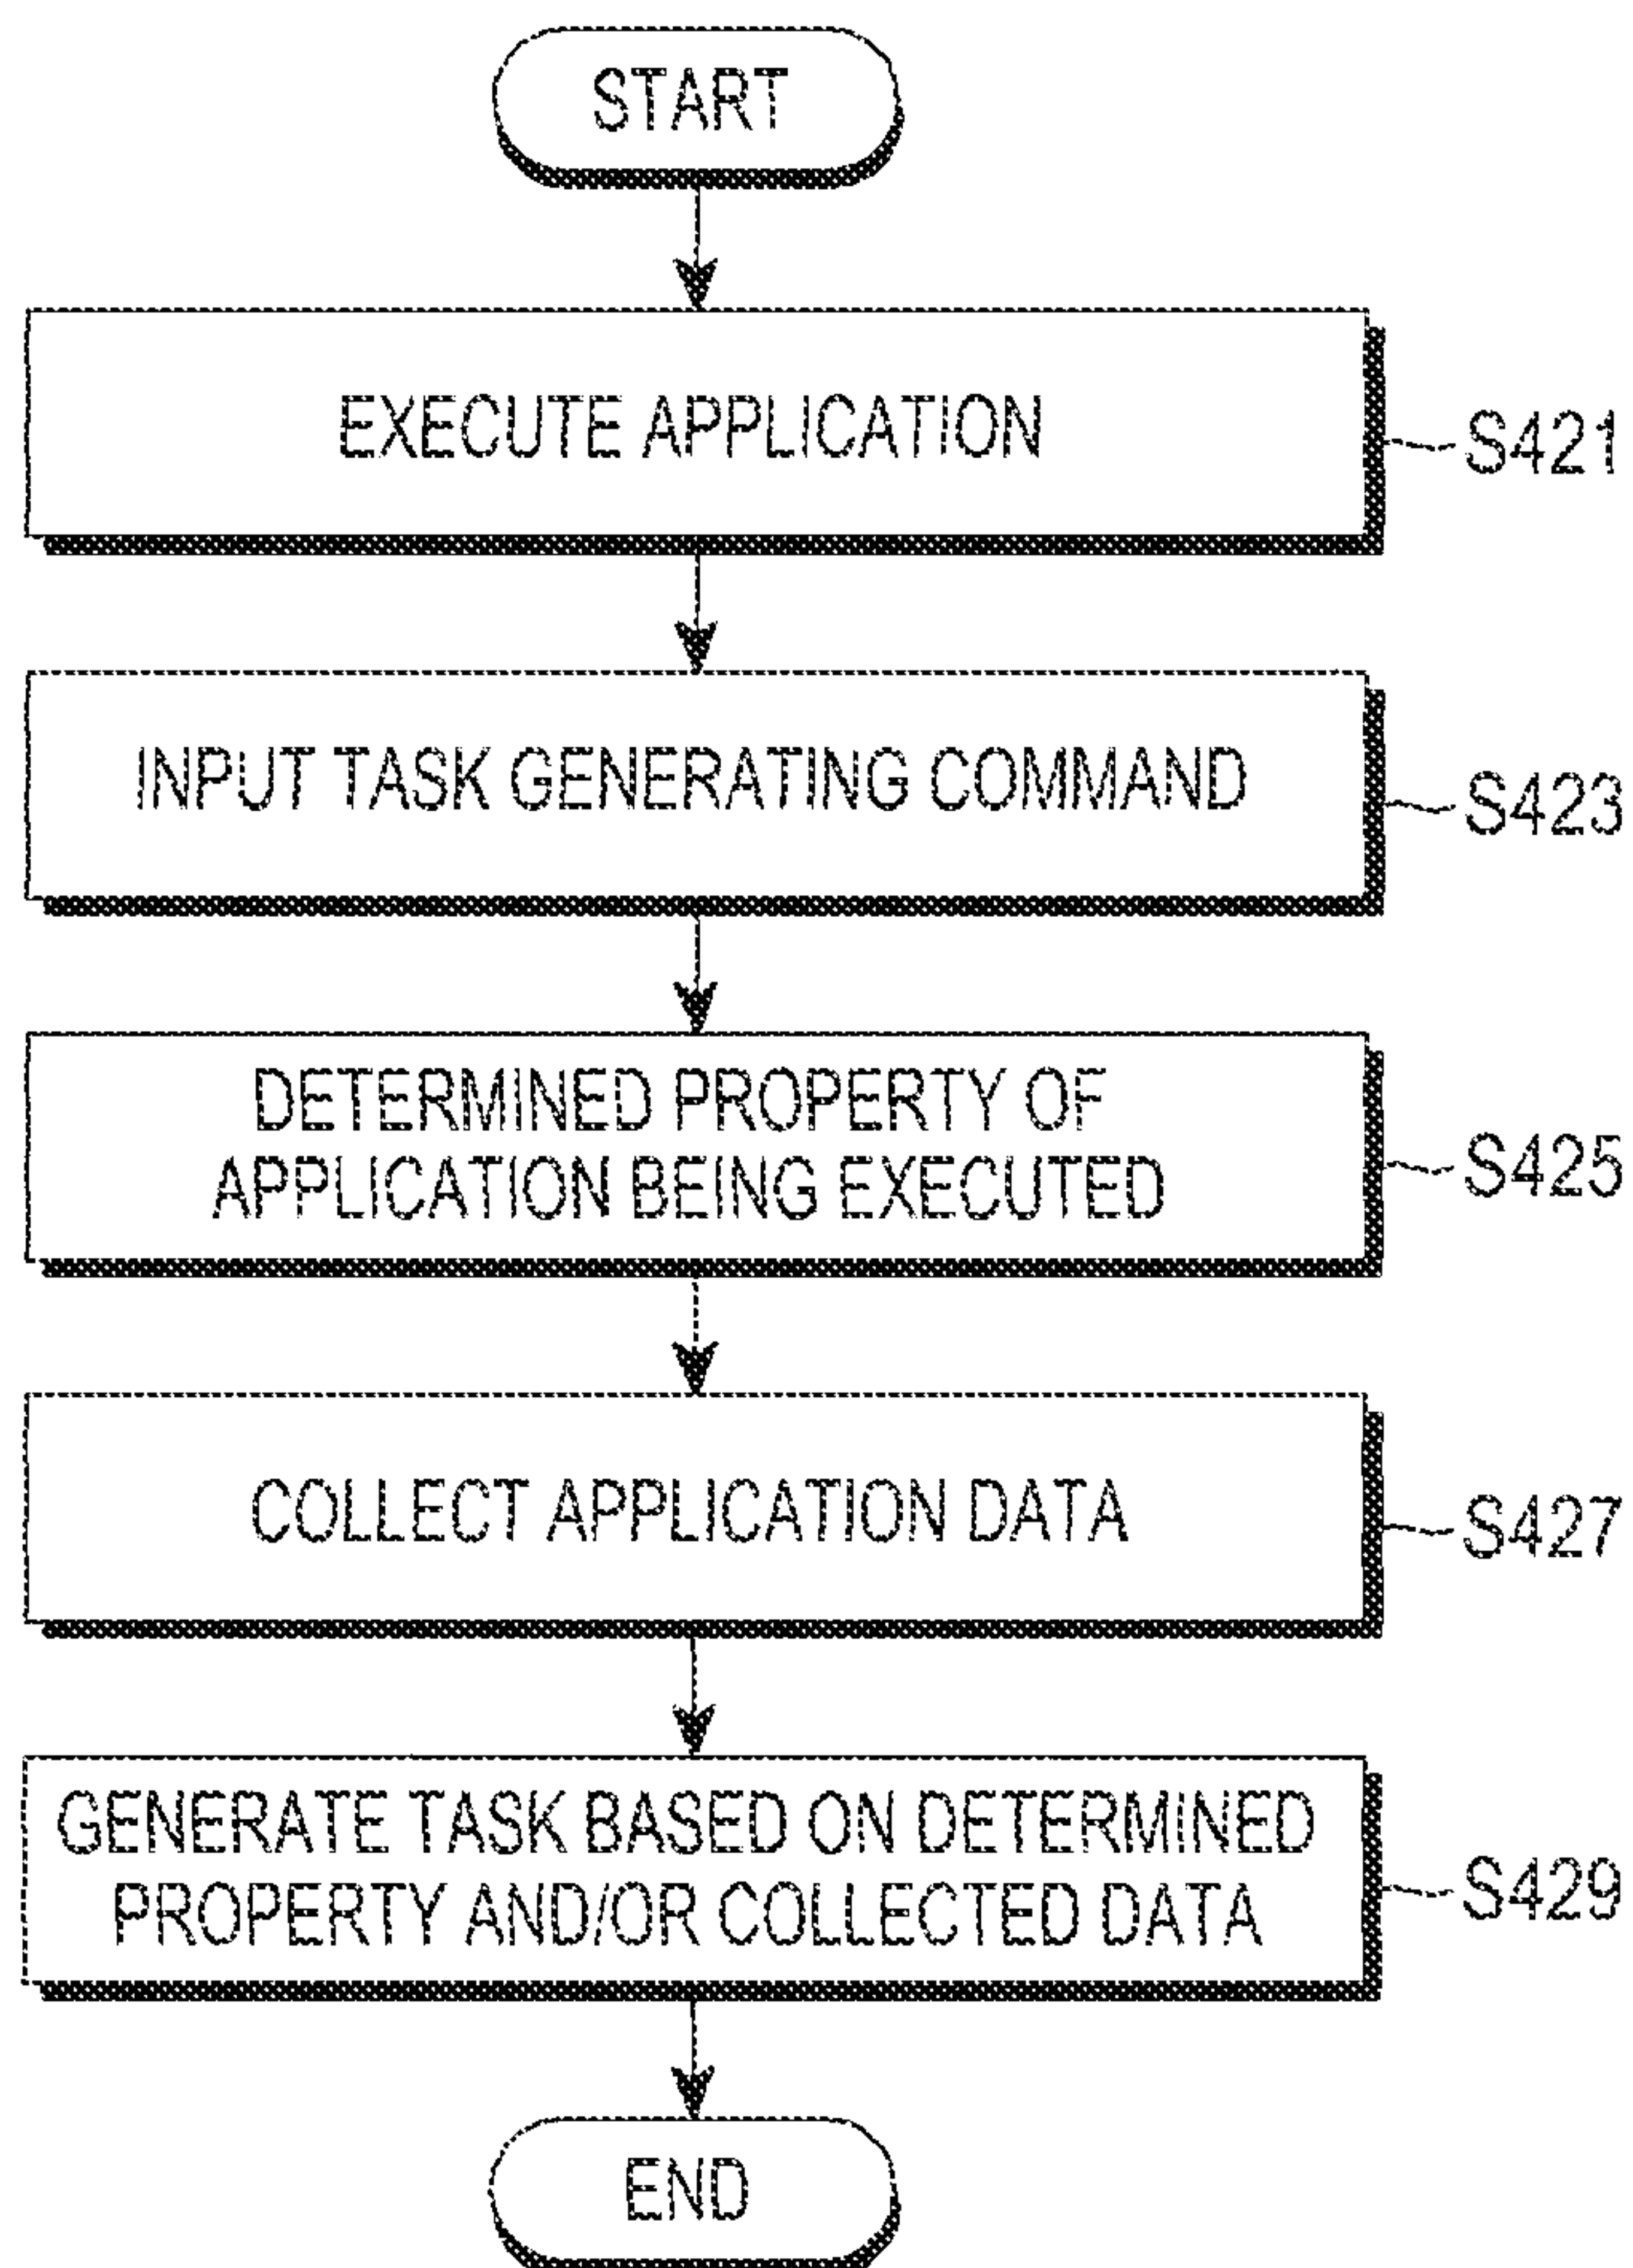 START
EXECUTE APPLICATION
S421
INPUT TASK GENERATING COMMAND
S423
DETERMINED PROPERTY OF
APPLICATION BEING EXECUTED
S425
COLLECT APPLICATION DATA
S427
GENERATE TASK BASED ON DETERMINED
PROPERTY AND/OR COLLECTED DATA
S429
END